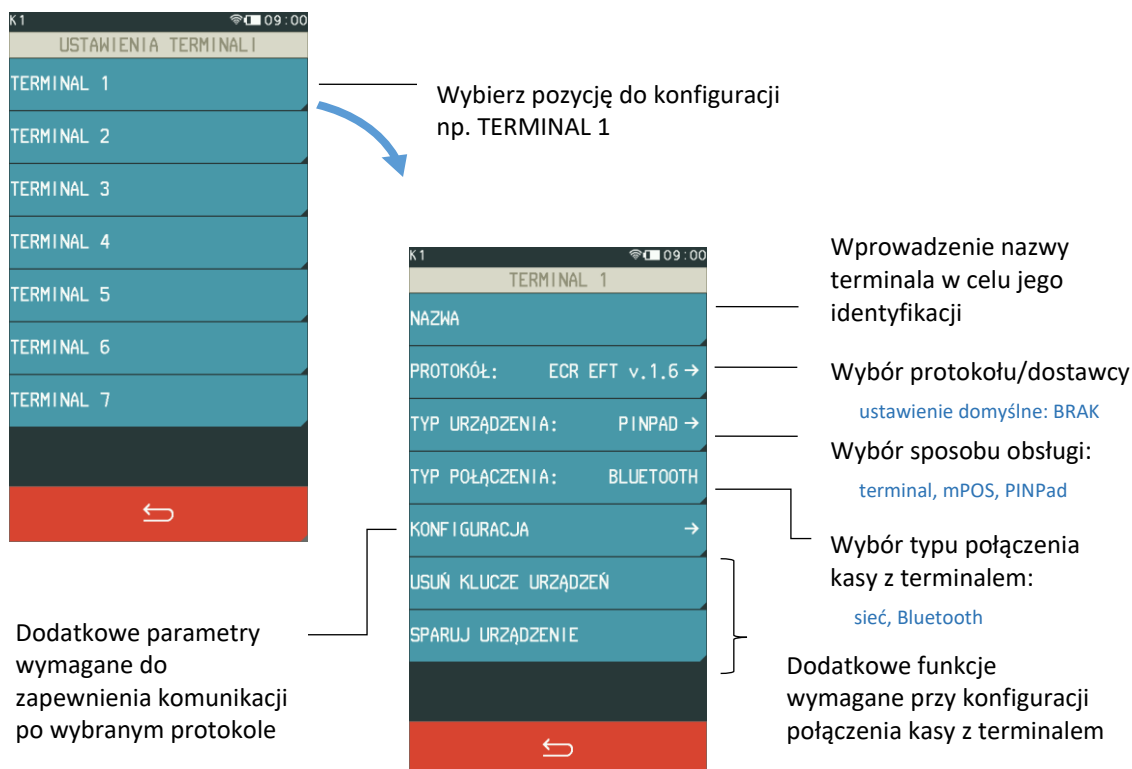 K1 09:00
USTAWIENIA TERMINALI
TERMINAL 1
TERMINAL 2
TERMINAL 3
TERMINAL 4
TERMINAL 5
TERMINAL 6
TERMINAL 7
Wybierz pozycję do konfiguracji
np. TERMINAL 1
K1 09:00
TERMINAL 1
NAZWA
PROTOKÓŁ: ECR EFT v.1.6 →
TYP URZĄDZENIA: PINPAD →
TYP POŁĄCZENIA: BLUETOOTH
KONFIGURACJA →
USUŃ KLUCZE URZĄDZEŃ
SPARUJ URZĄDZENIE
Wprowadzenie nazwy
terminala w celu jego
identyfikacji
Wybór protokołu/dostawcy
ustawienie domyślne: BRAK
Wybór sposobu obsługi:
terminal, mPOS, PINPad
Wybór typu połączenia
kasy z terminalem:
sieć, Bluetooth
Dodatkowe funkcje
wymagane przy konfiguracji
połączenia kasy z terminalem
Dodatkowe parametry
wymagane do
zapewnienia komunikacji
po wybranym protokole